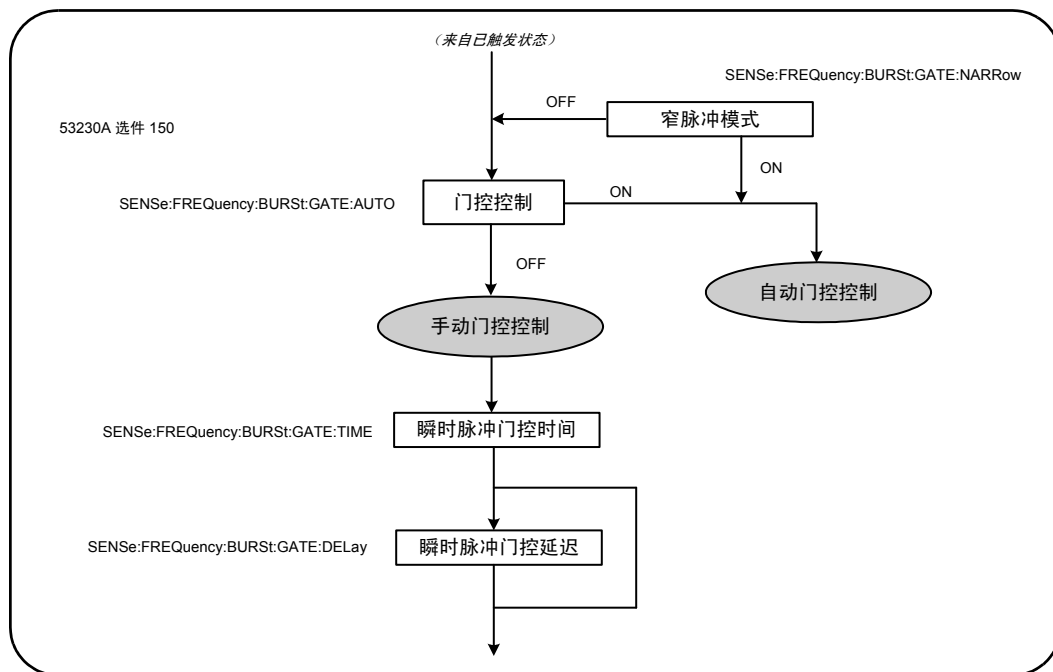 （来自已触发状态）
SENSe:FREQuency:BURSt:GATE:NARRow
OFF
窄脉冲模式
53230A 选件 150
ON
SENSe:FREQuency:BURSt:GATE:AUTO
门控控制
ON
OFF
自动门控控制
手动门控控制
SENSe:FREQuency:BURSt:GATE:TIME
瞬时脉冲门控时间
SENSe:FREQuency:BURSt:GATE:DELay
瞬时脉冲门控延迟